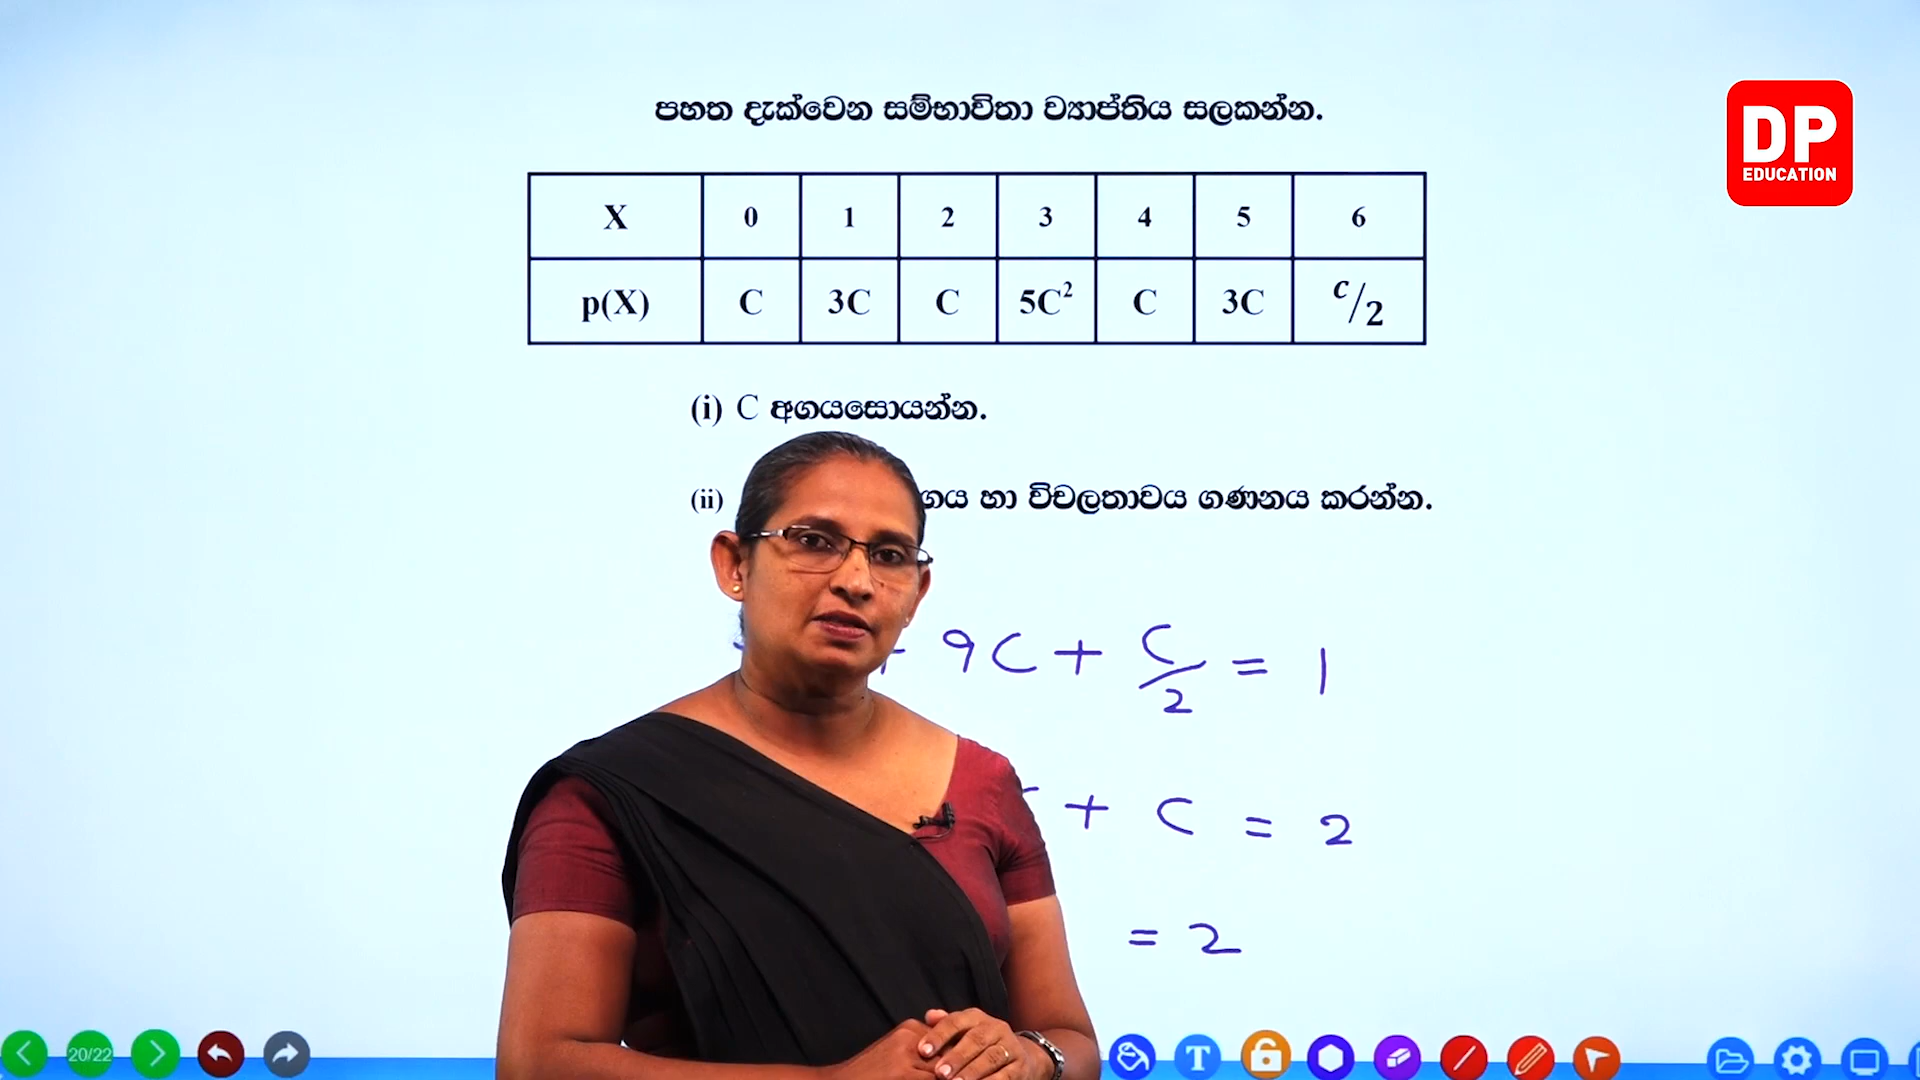 පහත දැක්වෙන සම්භාවිතා ව්‍යාප්තිය සලකන්න.
DP
EDUCATION
X 0 1 2 3 4 5 6
p(X) C 3C C 5C² C 3C c/2
(i) C අගයසොයන්න.
(ii) හා විචලතාවය ගණනය කරන්න.
9C + C/2 = 1
+ C = 2
= 2
20/22
T